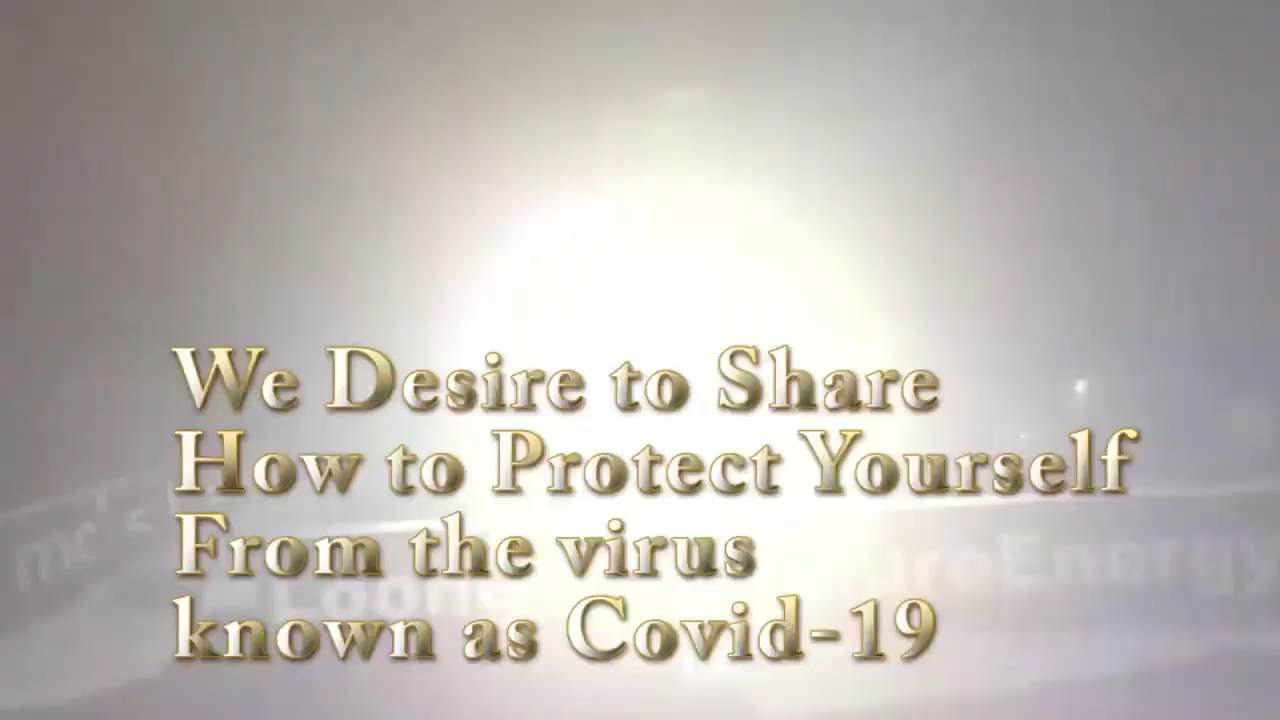 We Desire to Share
How to Protect Yourself
From the virus
known as Covid-19